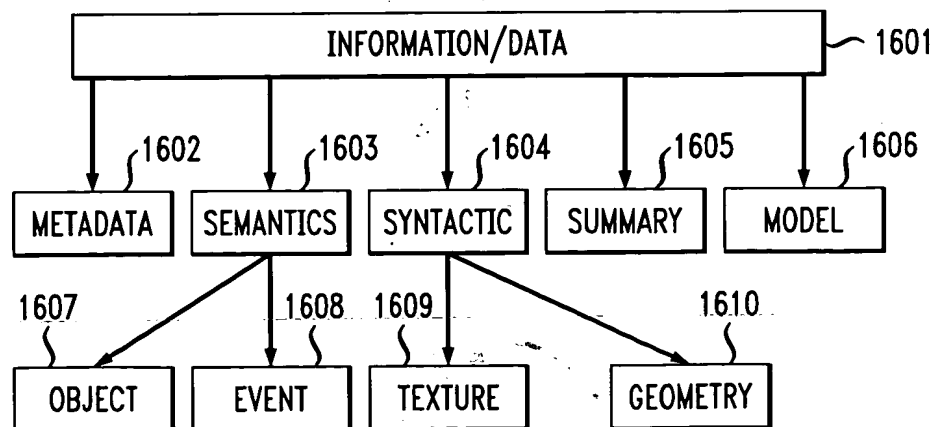 INFORMATION/DATA 1601
1602 1603 1604 1605 1606
METADATA SEMANTICS SYNTACTIC SUMMARY MODEL
1607 1608 1609 1610
OBJECT EVENT TEXTURE GEOMETRY